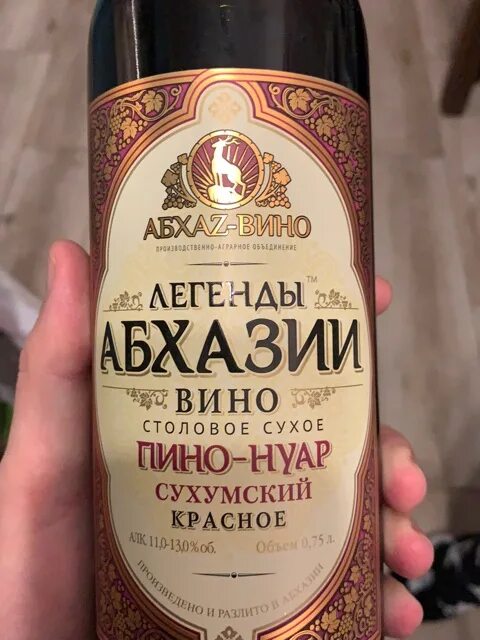 АБХАZ-ВИНО
ПРОИЗВОДСТВЕННО-АГРАРНОЕ ОБЪЕДИНЕНИЕ
ЛЕГЕНДЫ™
АБХАЗИИ
ВИНО
СТОЛОВОЕ СУХОЕ
ПИНО-НУАР
СУХУМСКИЙ
КРАСНОЕ
АЛК. 11,0-13,0% об. Объем 0,75 л.
ПРОИЗВЕДЕНО И РАЗЛИТО В АБХАЗИИ